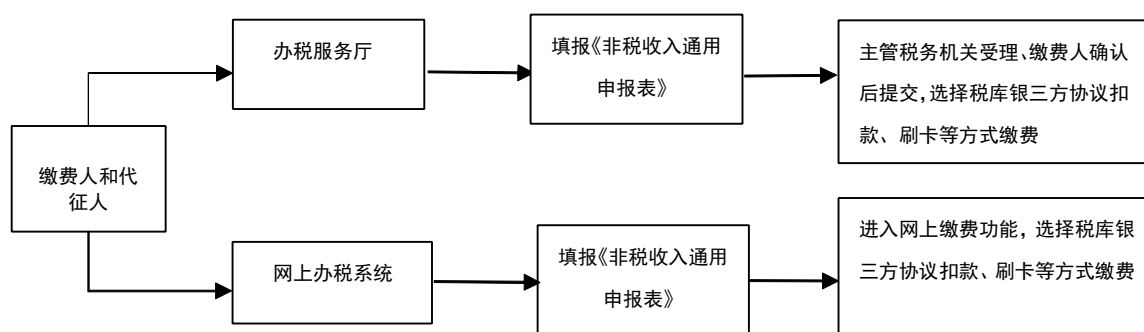 办税服务厅
填报《非税收入通用
申报表》
主管税务机关受理、缴费人确认
后提交,选择税库银三方协议扣
款、刷卡等方式缴费
缴费人和代
征人
网上办税系统
填报《非税收入通用
申报表》
进入网上缴费功能，选择税库银
三方协议扣款、刷卡等方式缴费